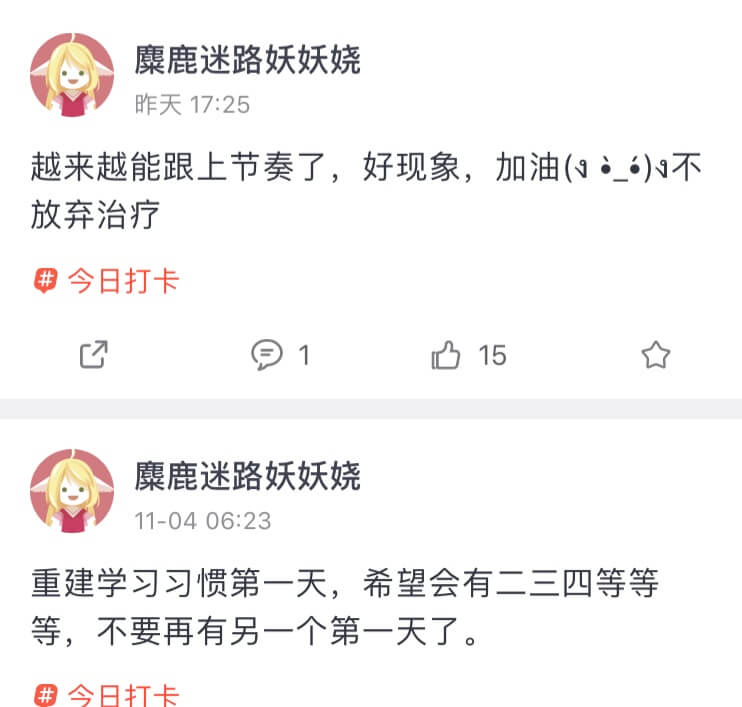 麋鹿迷路妖妖娆
昨天 17:25
越来越能跟上节奏了，好现象，加油(ง •̀_•́)ง不
放弃治疗
# 今日打卡
1
15
麋鹿迷路妖妖娆
11-04 06:23
重建学习习惯第一天，希望会有二三四等等
等，不要再有另一个第一天了。
# 今日打卡